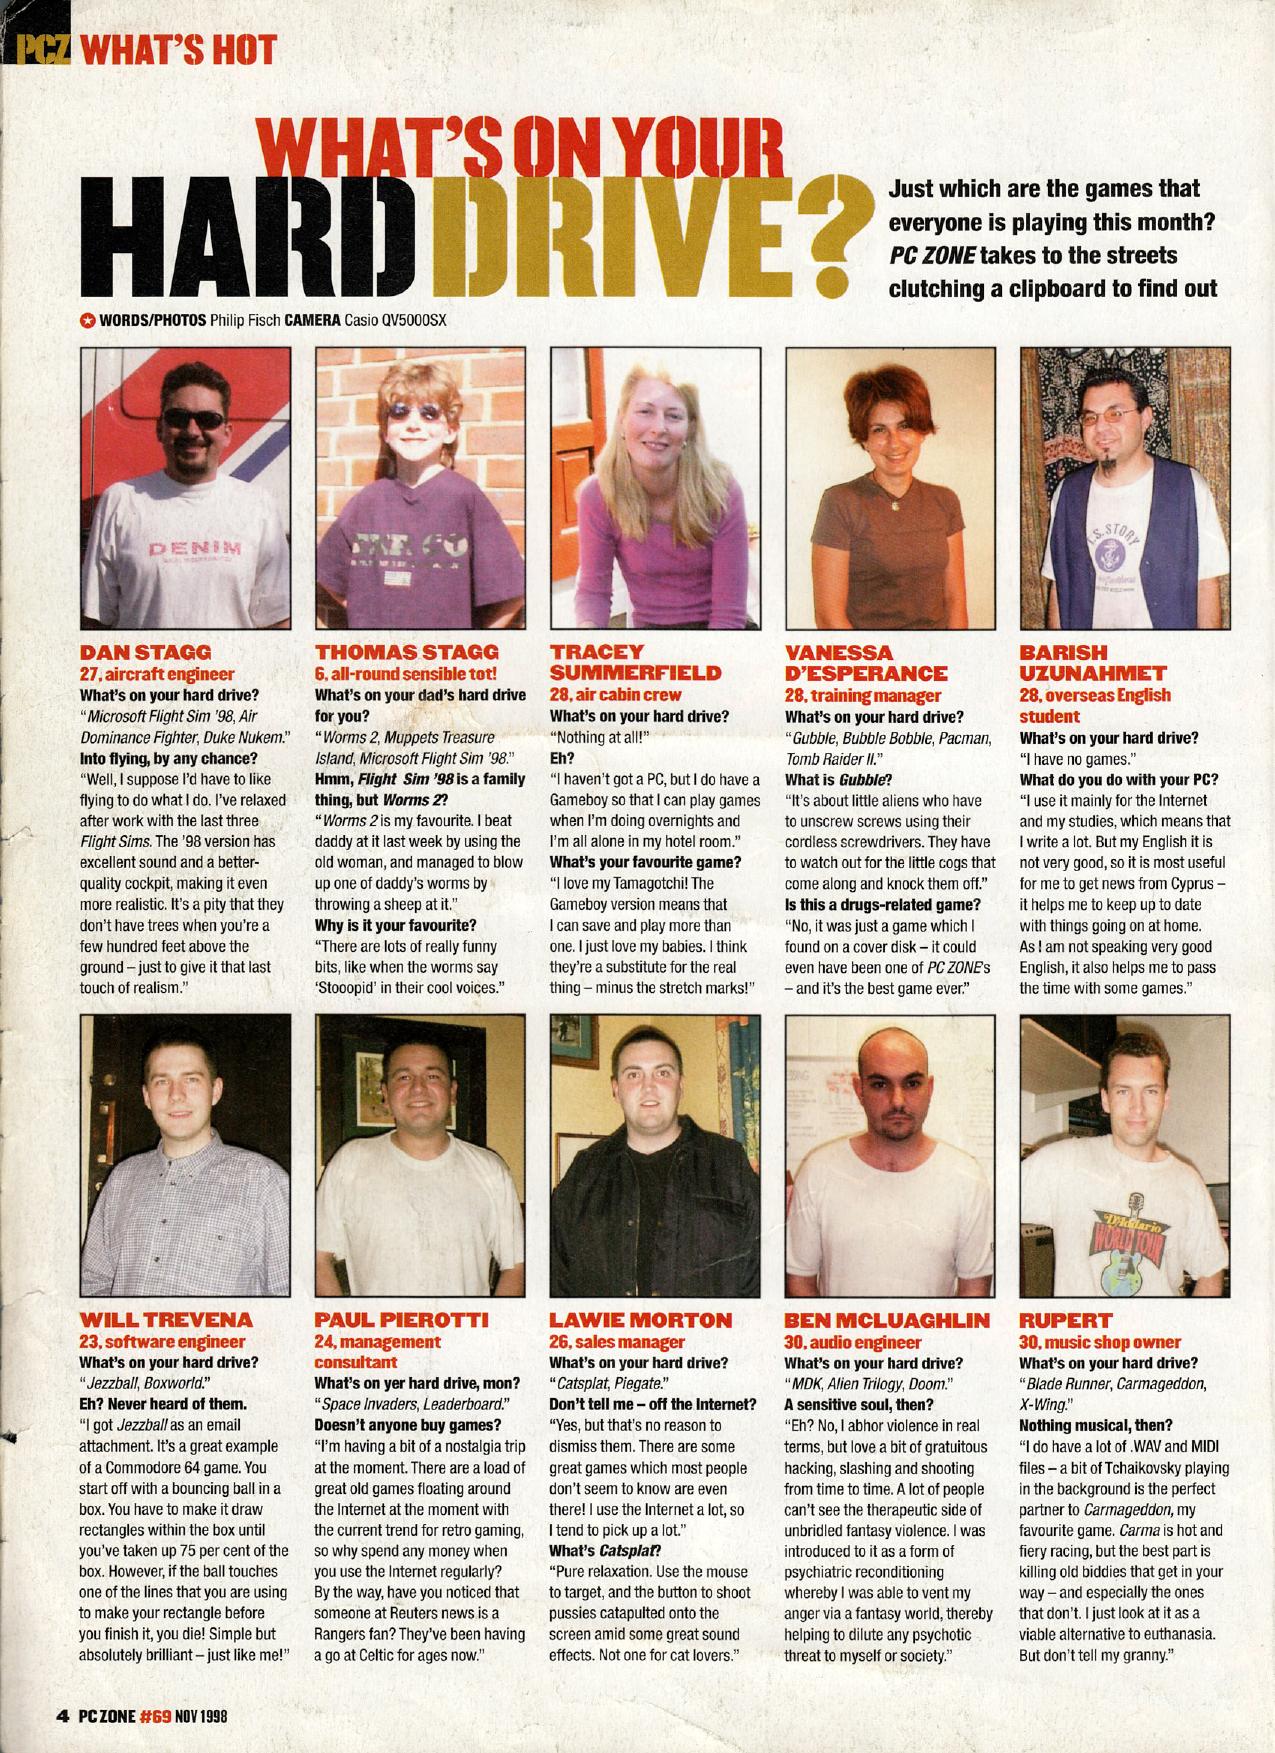 PCZ WHAT'S HOT
WHAT'S ON YOUR
HARD DRIVE?
Just which are the games that
everyone is playing this month?
PC ZONE takes to the streets
clutching a clipboard to find out
WORDS/PHOTOS Philip Fisch CAMERA Casio QV5000SX
DENIM
U.S. STORY
DAN STAGG
27, aircraft engineer
What's on your hard drive?
"Microsoft Flight Sim '98, Air
Dominance Fighter, Duke Nukem."
Into flying, by any chance?
"Well, I suppose I'd have to like
flying to do what I do. I've relaxed
after work with the last three
Flight Sims. The '98 version has
excellent sound and a better-
quality cockpit, making it even
more realistic. It's a pity that they
don't have trees when you're a
few hundred feet above the
ground – just to give it that last
touch of realism."
THOMAS STAGG
6, all-round sensible tot!
What's on your dad's hard drive
for you?
"Worms 2, Muppets Treasure
Island, Microsoft Flight Sim '98."
Hmm, Flight Sim '98 is a family
thing, but Worms 2?
"Worms 2 is my favourite. I beat
daddy at it last week by using the
old woman, and managed to blow
up one of daddy's worms by
throwing a sheep at it."
Why is it your favourite?
"There are lots of really funny
bits, like when the worms say
'Stooopid' in their cool voices."
TRACEY
SUMMERFIELD
28, air cabin crew
What's on your hard drive?
"Nothing at all!"
Eh?
"I haven't got a PC, but I do have a
Gameboy so that I can play games
when I'm doing overnights and
I'm all alone in my hotel room."
What's your favourite game?
"I love my Tamagotchi! The
Gameboy version means that
I can save and play more than
one. I just love my babies. I think
they're a substitute for the real
thing – minus the stretch marks!"
VANESSA
D'ESPERANCE
28, training manager
What's on your hard drive?
"Gubble, Bubble Bobble, Pacman,
Tomb Raider II."
What is Gubble?
"It's about little aliens who have
to unscrew screws using their
cordless screwdrivers. They have
to watch out for the little cogs that
come along and knock them off."
Is this a drugs-related game?
"No, it was just a game which I
found on a cover disk – it could
even have been one of PC ZONE's
– and it's the best game ever."
BARISH
UZUNAHMET
28, overseas English
student
What's on your hard drive?
"I have no games."
What do you do with your PC?
"I use it mainly for the Internet
and my studies, which means that
I write a lot. But my English it is
not very good, so it is most useful
for me to get news from Cyprus –
it helps me to keep up to date
with things going on at home.
As I am not speaking very good
English, it also helps me to pass
the time with some games."
D'Addario
WORLD TOUR
WILL TREVENA
23, software engineer
What's on your hard drive?
"Jezzball, Boxworld."
Eh? Never heard of them.
"I got Jezzball as an email
attachment. It's a great example
of a Commodore 64 game. You
start off with a bouncing ball in a
box. You have to make it draw
rectangles within the box until
you've taken up 75 per cent of the
box. However, if the ball touches
one of the lines that you are using
to make your rectangle before
you finish it, you die! Simple but
absolutely brilliant – just like me!"
PAUL PIEROTTI
24, management
consultant
What's on yer hard drive, mon?
"Space Invaders, Leaderboard."
Doesn't anyone buy games?
"I'm having a bit of a nostalgia trip
at the moment. There are a load of
great old games floating around
the Internet at the moment with
the current trend for retro gaming,
so why spend any money when
you use the Internet regularly?
By the way, have you noticed that
someone at Reuters news is a
Rangers fan? They've been having
a go at Celtic for ages now."
LAWIE MORTON
26, sales manager
What's on your hard drive?
"Catsplat, Piegate."
Don't tell me – off the Internet?
"Yes, but that's no reason to
dismiss them. There are some
great games which most people
don't seem to know are even
there! I use the Internet a lot, so
I tend to pick up a lot."
What's Catsplat?
"Pure relaxation. Use the mouse
to target, and the button to shoot
pussies catapulted onto the
screen amid some great sound
effects. Not one for cat lovers."
BEN MCLUAGHLIN
30, audio engineer
What's on your hard drive?
"MDK, Alien Trilogy, Doom."
A sensitive soul, then?
"Eh? No, I abhor violence in real
terms, but love a bit of gratuitous
hacking, slashing and shooting
from time to time. A lot of people
can't see the therapeutic side of
unbridled fantasy violence. I was
introduced to it as a form of
psychiatric reconditioning
whereby I was able to vent my
anger via a fantasy world, thereby
helping to dilute any psychotic
threat to myself or society."
RUPERT
30, music shop owner
What's on your hard drive?
"Blade Runner, Carmageddon,
X-Wing."
Nothing musical, then?
"I do have a lot of .WAV and MIDI
files – a bit of Tchaikovsky playing
in the background is the perfect
partner to Carmageddon, my
favourite game. Carma is hot and
fiery racing, but the best part is
killing old biddies that get in your
way – and especially the ones
that don't. I just look at it as a
viable alternative to euthanasia.
But don't tell my granny."
4 PC ZONE #69 NOV 1998